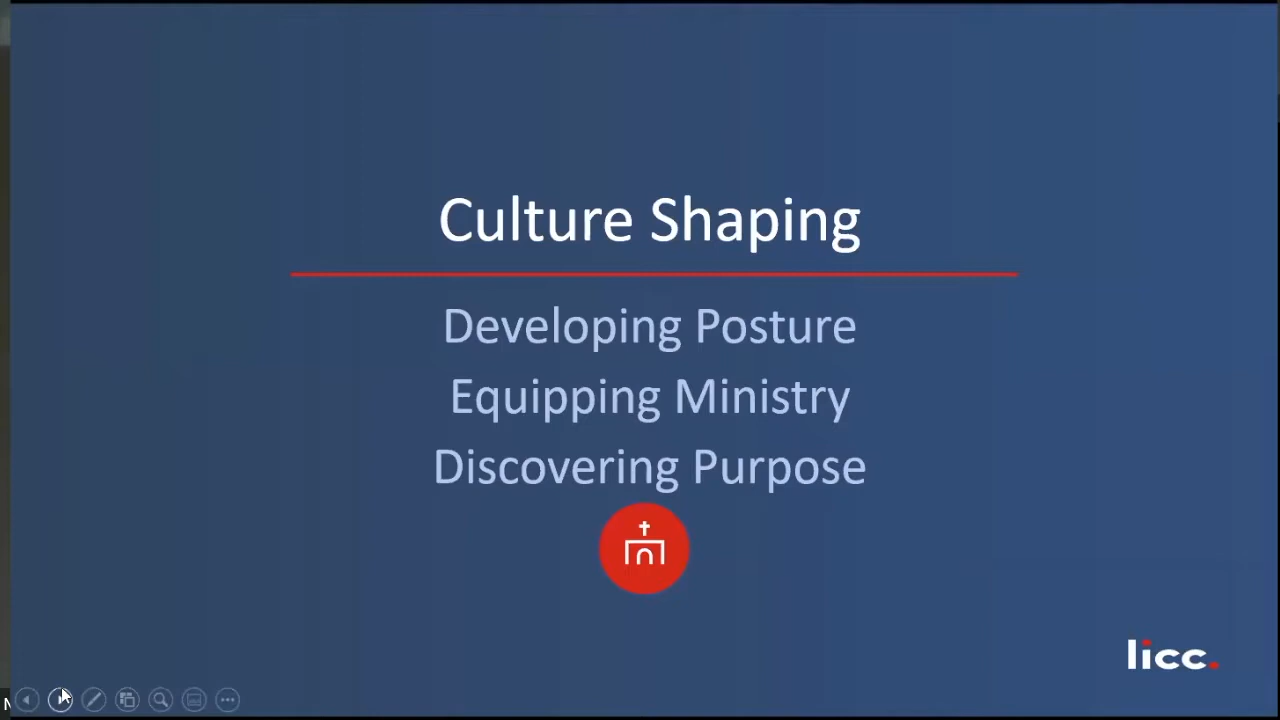 Culture Shaping
Developing Posture
Equipping Ministry
Discovering Purpose
licc.